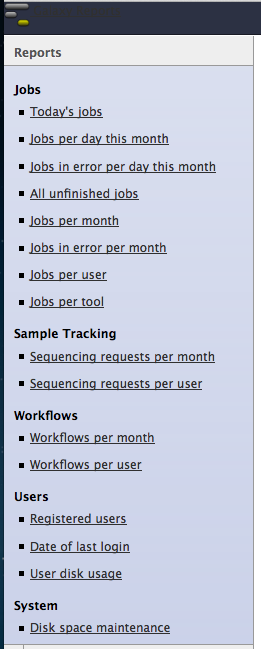 Reports
Jobs
Today's jobs
Jobs per day this month
Jobs in error per day this month
All unfinished jobs
Jobs per month
Jobs in error per month
Jobs per user
Jobs per tool
Sample Tracking
Sequencing requests per month
Sequencing requests per user
Workflows
Workflows per month
Workflows per user
Users
Registered users
Date of last login
User disk usage
System
Disk space maintenance